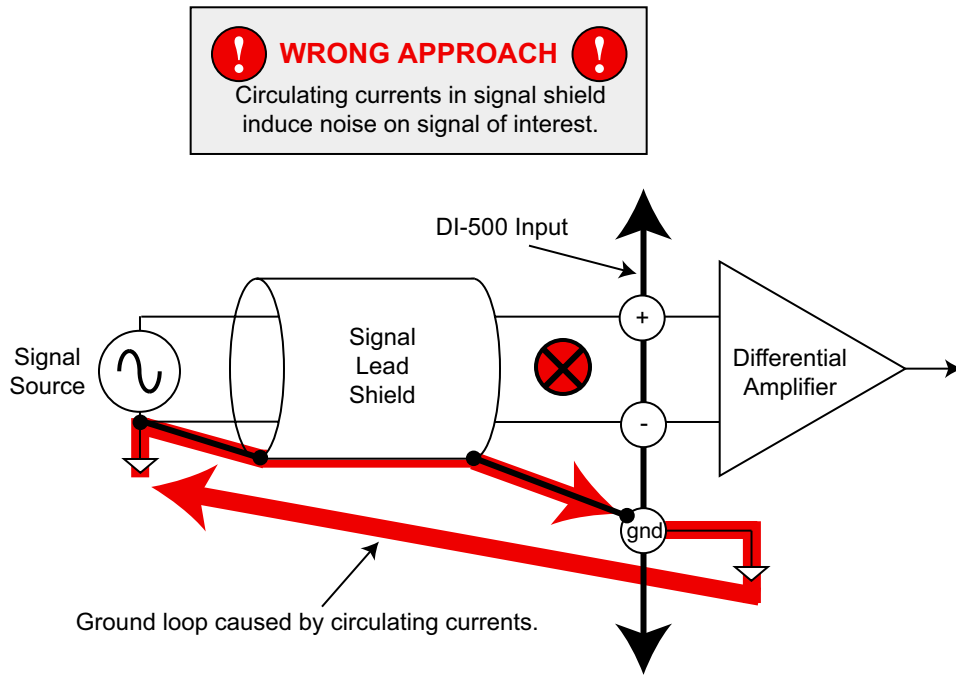 ! WRONG APPROACH !
Circulating currents in signal shield
induce noise on signal of interest.
DI-500 Input
Signal
Source
Signal
Lead
Shield
+
-
Differential
Amplifier
gnd
Ground loop caused by circulating currents.